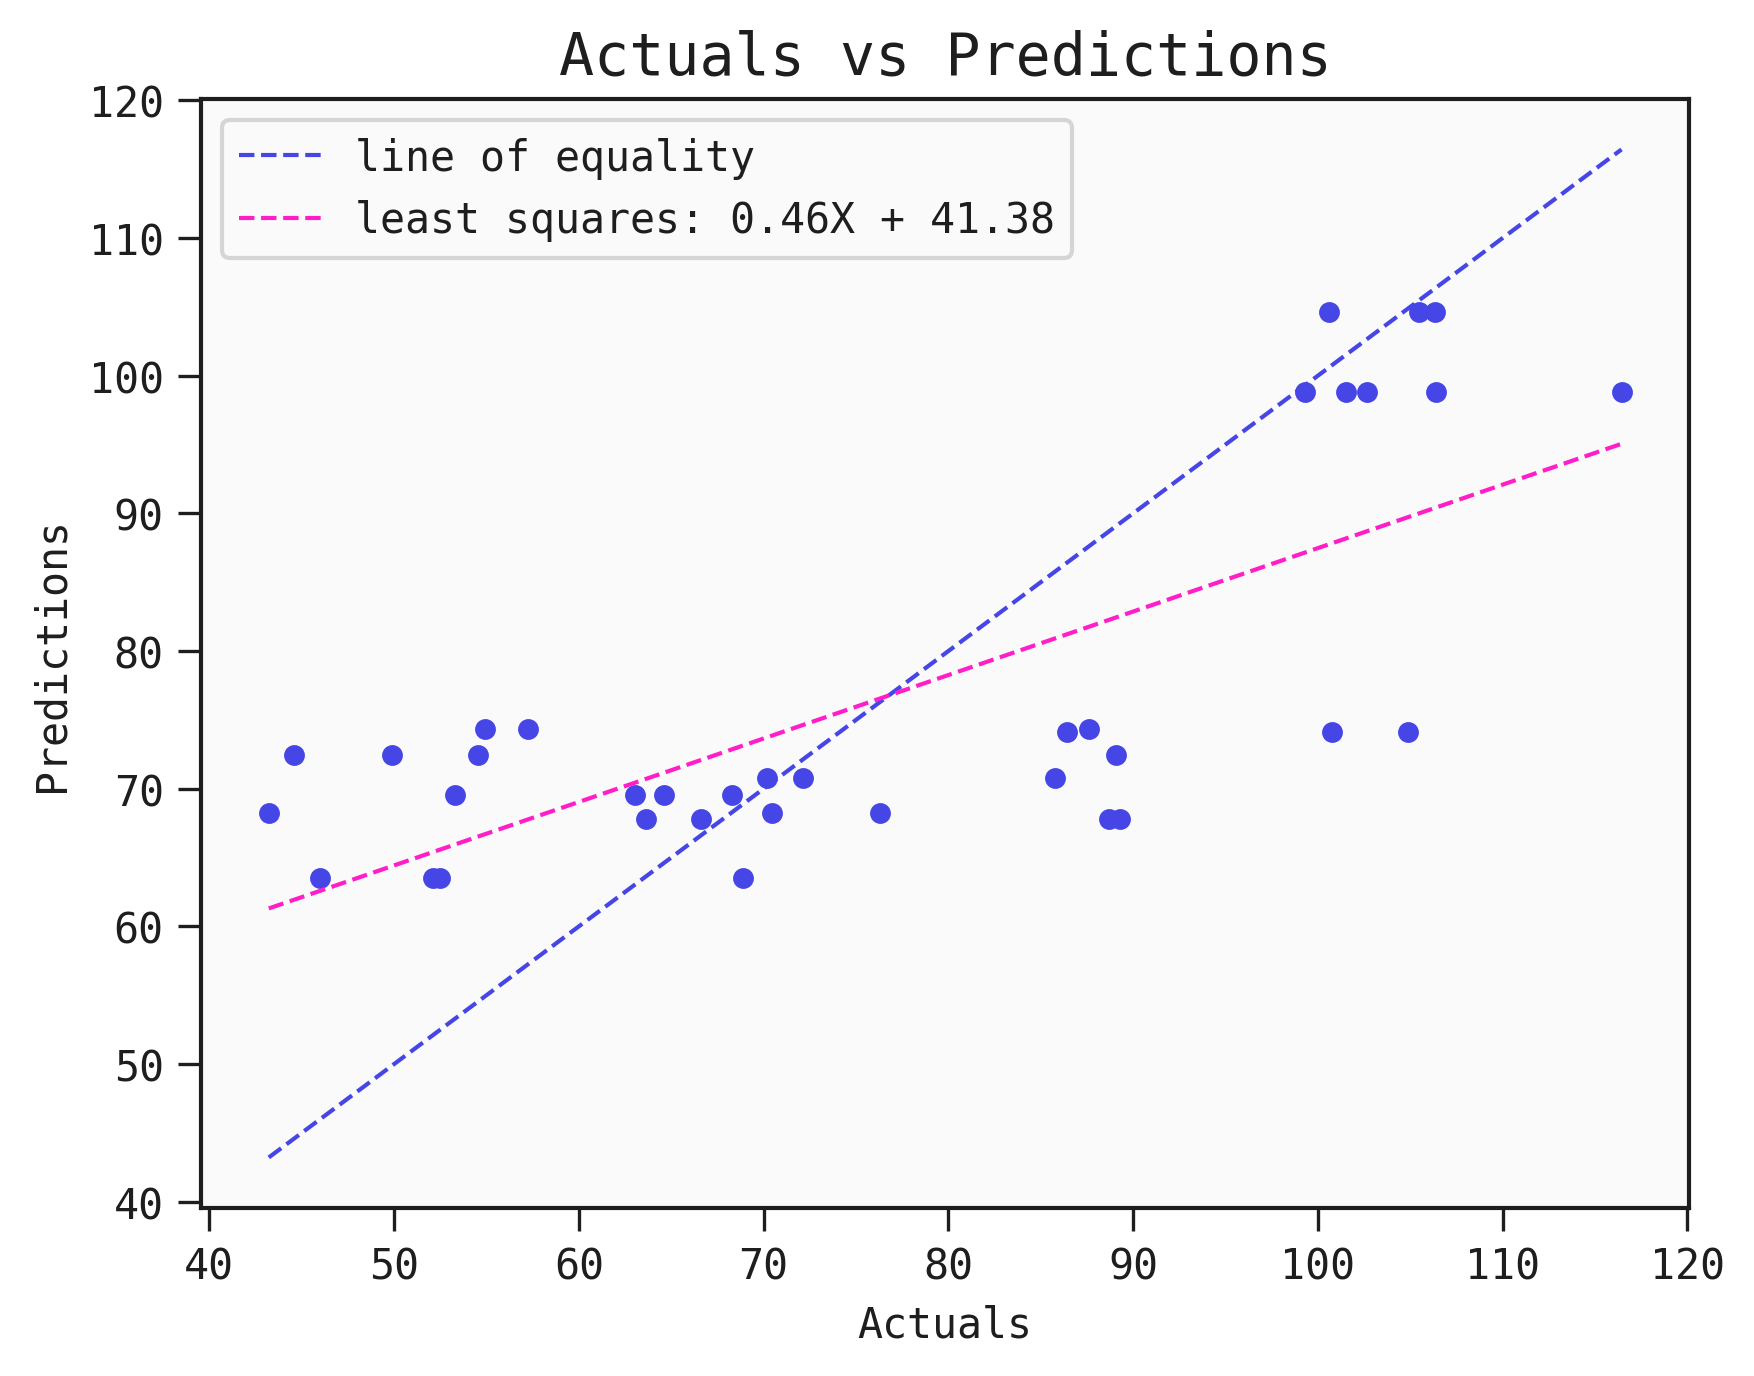 Actuals vs Predictions
line of equality
least squares: 0.46X + 41.38
120
110
100
90
80
70
60
50
40
Predictions
40 50 60 70 80 90 100 110 120
Actuals